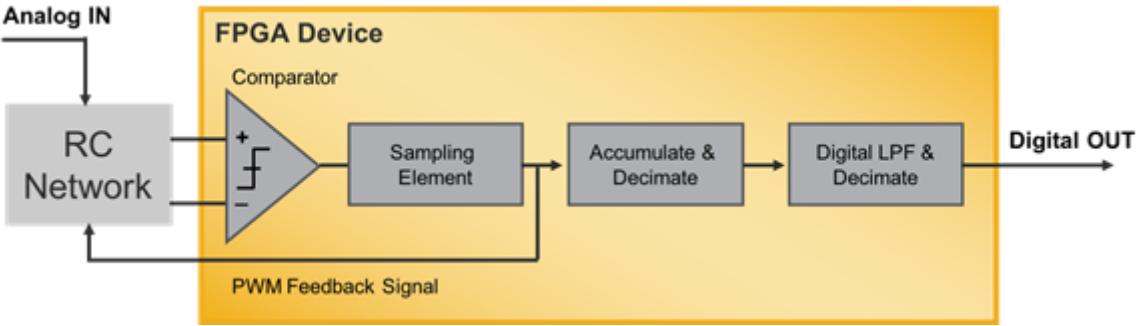 Analog IN
FPGA Device
Comparator
RC
Network
+
−
Sampling
Element
Accumulate &
Decimate
Digital LPF &
Decimate
Digital OUT
PWM Feedback Signal